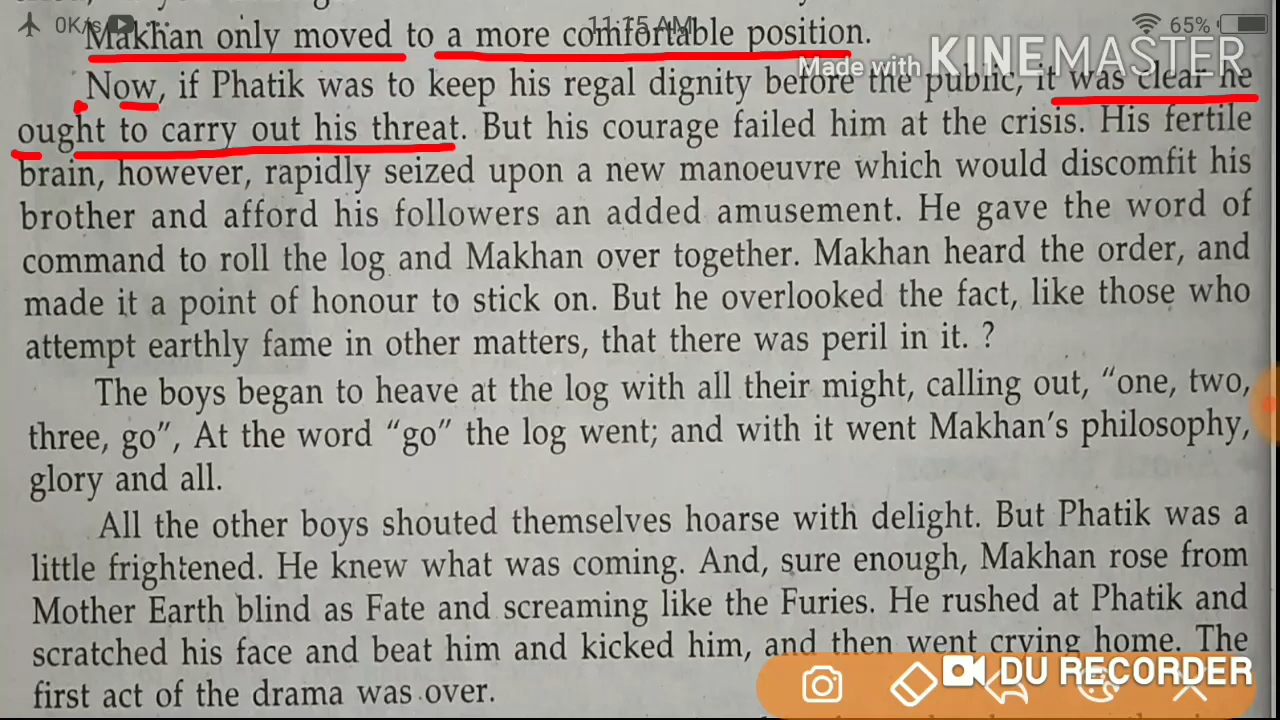 0K/s 11:15 AM 65%
Makhan only moved to a more comfortable position.
Made with KINEMASTER
Now, if Phatik was to keep his regal dignity before the public, it was clear he
ought to carry out his threat. But his courage failed him at the crisis. His fertile
brain, however, rapidly seized upon a new manoeuvre which would discomfit his
brother and afford his followers an added amusement. He gave the word of
command to roll the log and Makhan over together. Makhan heard the order, and
made it a point of honour to stick on. But he overlooked the fact, like those who
attempt earthly fame in other matters, that there was peril in it. ?
The boys began to heave at the log with all their might, calling out, “one, two,
three, go”, At the word “go” the log went; and with it went Makhan’s philosophy,
glory and all.
All the other boys shouted themselves hoarse with delight. But Phatik was a
little frightened. He knew what was coming. And, sure enough, Makhan rose from
Mother Earth blind as Fate and screaming like the Furies. He rushed at Phatik and
scratched his face and beat him and kicked him, and then went crying home. The
first act of the drama was over.
DU RECORDER